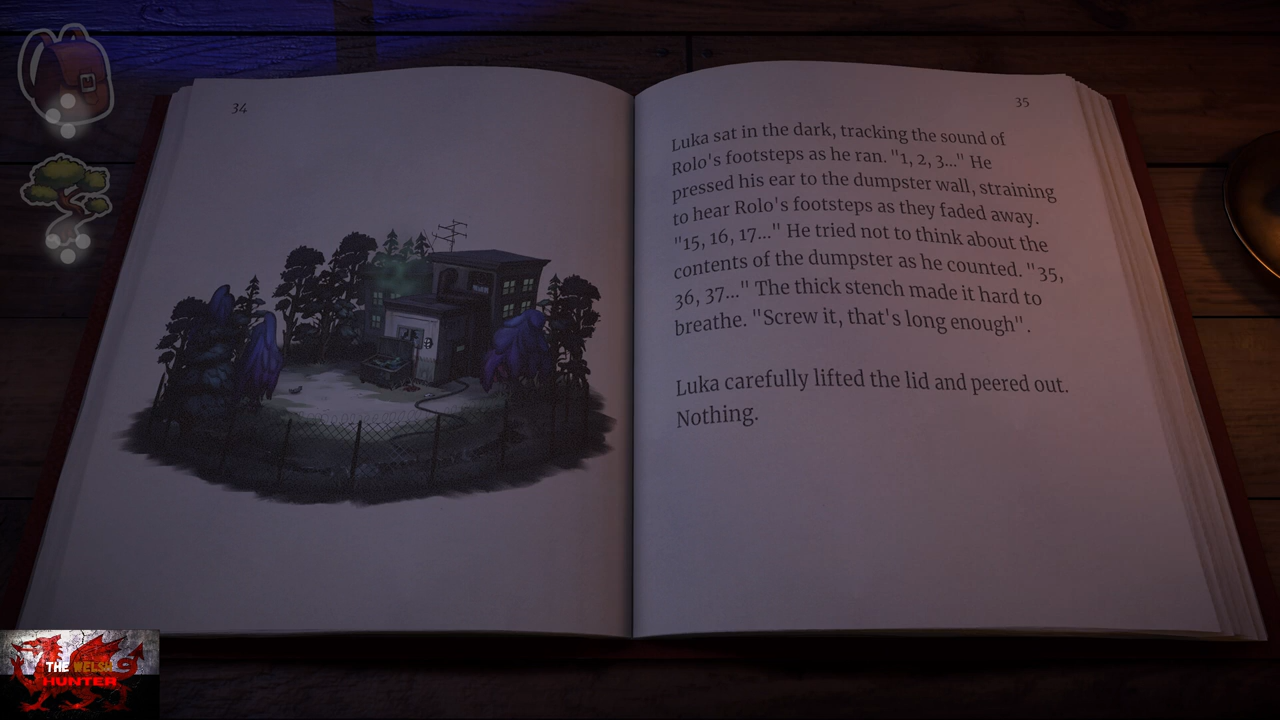 34
35
Luka sat in the dark, tracking the sound of
Rolo's footsteps as he ran. "1, 2, 3..." He
pressed his ear to the dumpster wall, straining
to hear Rolo's footsteps as they faded away.
"15, 16, 17..." He tried not to think about the
contents of the dumpster as he counted. "35,
36, 37..." The thick stench made it hard to
breathe. "Screw it, that's long enough".
Luka carefully lifted the lid and peered out.
Nothing.
THE WELSH
HUNTER